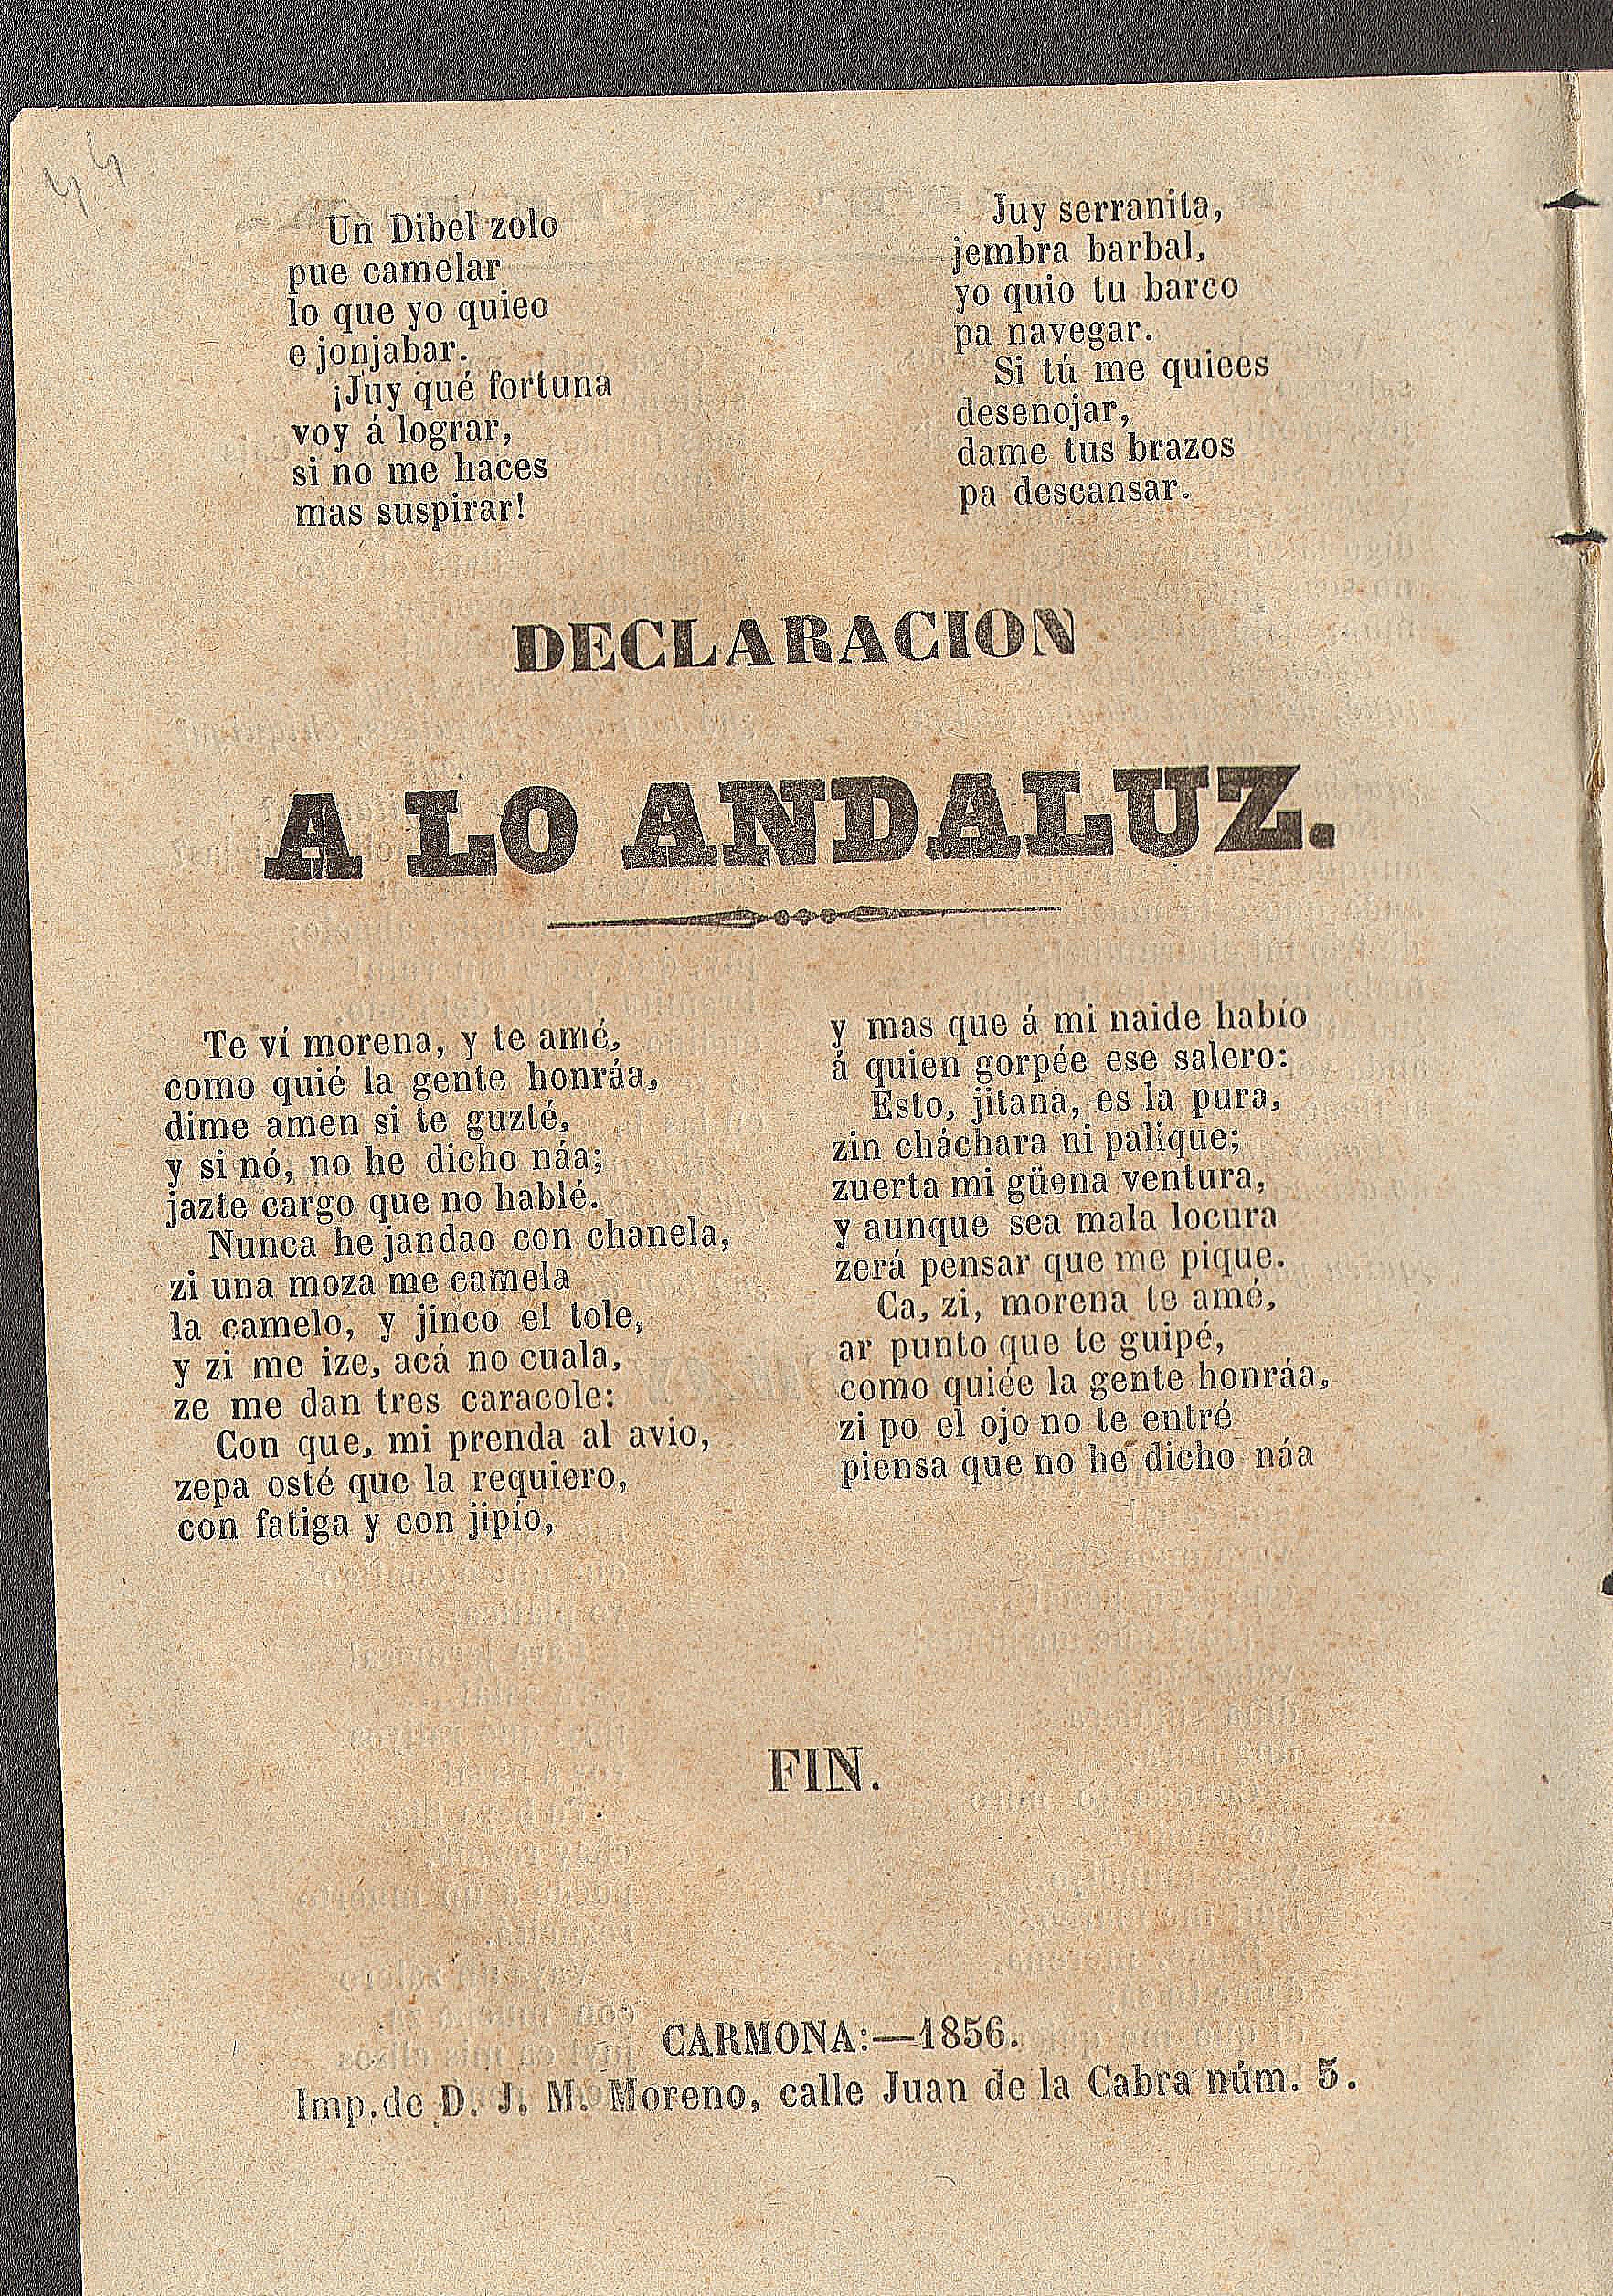 44
Un Dibel zolo
pue camelar
lo que yo quieo
e jonjabar.
¡Juy qué fortuna
voy á lograr,
si no me haces
mas suspirar!
Juy serranita,
jembra barbal,
yo quio tu barco
pa navegar.
Si tú me quiees
desenojar,
dame tus brazos
pa descansar.
DECLARACION
A LO ANDALUZ.
Te ví morena, y te amé,
como quié la gente honráa,
dime amen si te guzté,
y si nó, no he dicho náa;
jazte cargo que no hablé.
Nunca he jandao con chanela,
zi una moza me camela
la camelo, y jinco el tole,
y zi me ize, acá no cuala,
ze me dan tres caracole:
Con que, mi prenda al avio,
zepa osté que la requiero,
con fatiga y con jipío,
y mas que á mi naide habío
á quien gorpée ese salero:
Esto, jitana, es la pura,
zin cháchara ni palique;
zuerta mi güena ventura,
y aunque sea mala locura
zerá pensar que me pique.
Ca, zi, morena te amé,
ar punto que te guipé,
como quiée la gente honráa,
zi po el ojo no te entré
piensa que no he dicho náa
FIN.
CARMONA:—1856.
Imp. de D. J. M. Moreno, calle Juan de la Cabra núm. 5.